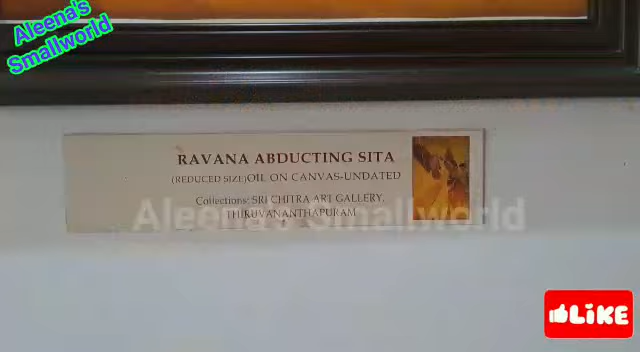 Aleena's
Smallworld
RAVANA ABDUCTING SITA
(REDUCED SIZE)OIL ON CANVAS-UNDATED
Collections: SRI CHITRA ART GALLERY,
THIRUVANANTHAPURAM
Aleena's Smallworld
LIKE